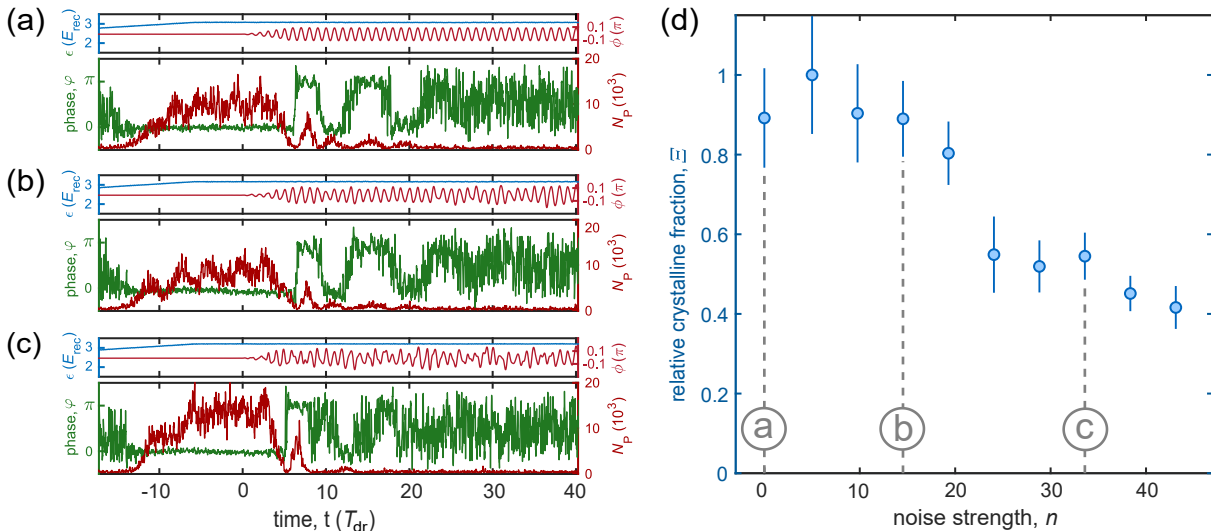 (a)
ϵ (E_rec)
3
2
0.1
-0.1
ϕ (π)
phase, φ
π
0
20
10
0
N_P (10^3)
(b)
ϵ (E_rec)
3
2
0.1
-0.1
ϕ (π)
phase, φ
π
0
20
10
0
N_P (10^3)
(c)
ϵ (E_rec)
3
2
0.1
-0.1
ϕ (π)
phase, φ
π
0
20
10
0
N_P (10^3)
-10 0 10 20 30 40
time, t (T_dr)
(d)
relative crystalline fraction, Ξ
1
0.8
0.6
0.4
0.2
0
a b c
0 10 20 30 40
noise strength, n